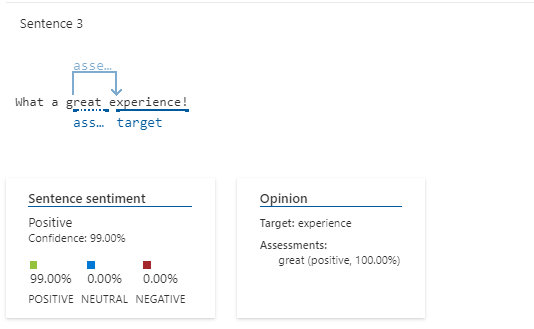 Sentence 3
asse...
What a great experience!
ass... target
Sentence sentiment
Positive
Confidence: 99.00%
99.00% 0.00% 0.00%
POSITIVE NEUTRAL NEGATIVE
Opinion
Target: experience
Assessments:
great (positive, 100.00%)